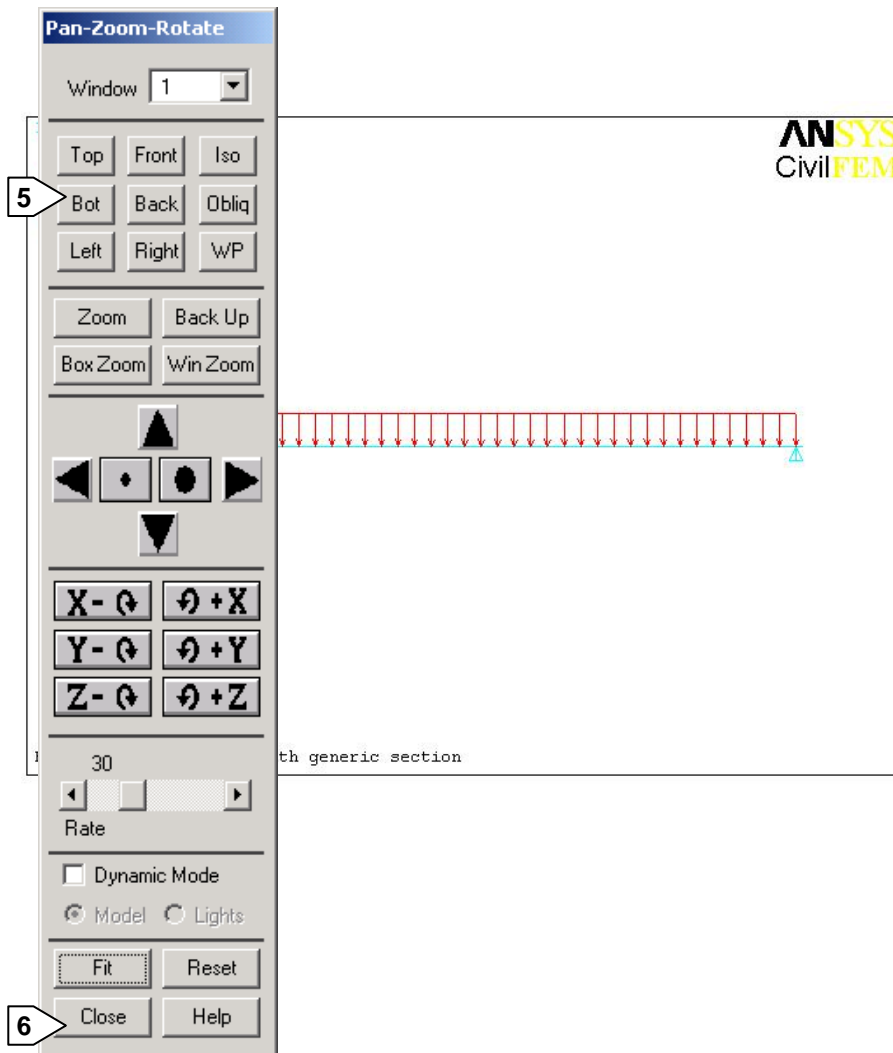 Pan-Zoom-Rotate
Window 1
Top Front Iso
5 Bot Back Obliq
Left Right WP
Zoom Back Up
Box Zoom Win Zoom
X- +X
Y- +Y
Z- +Z
30
Rate
Dynamic Mode
Model Lights
Fit Reset
6 Close Help
ANSYS
CivilFEM
th generic section